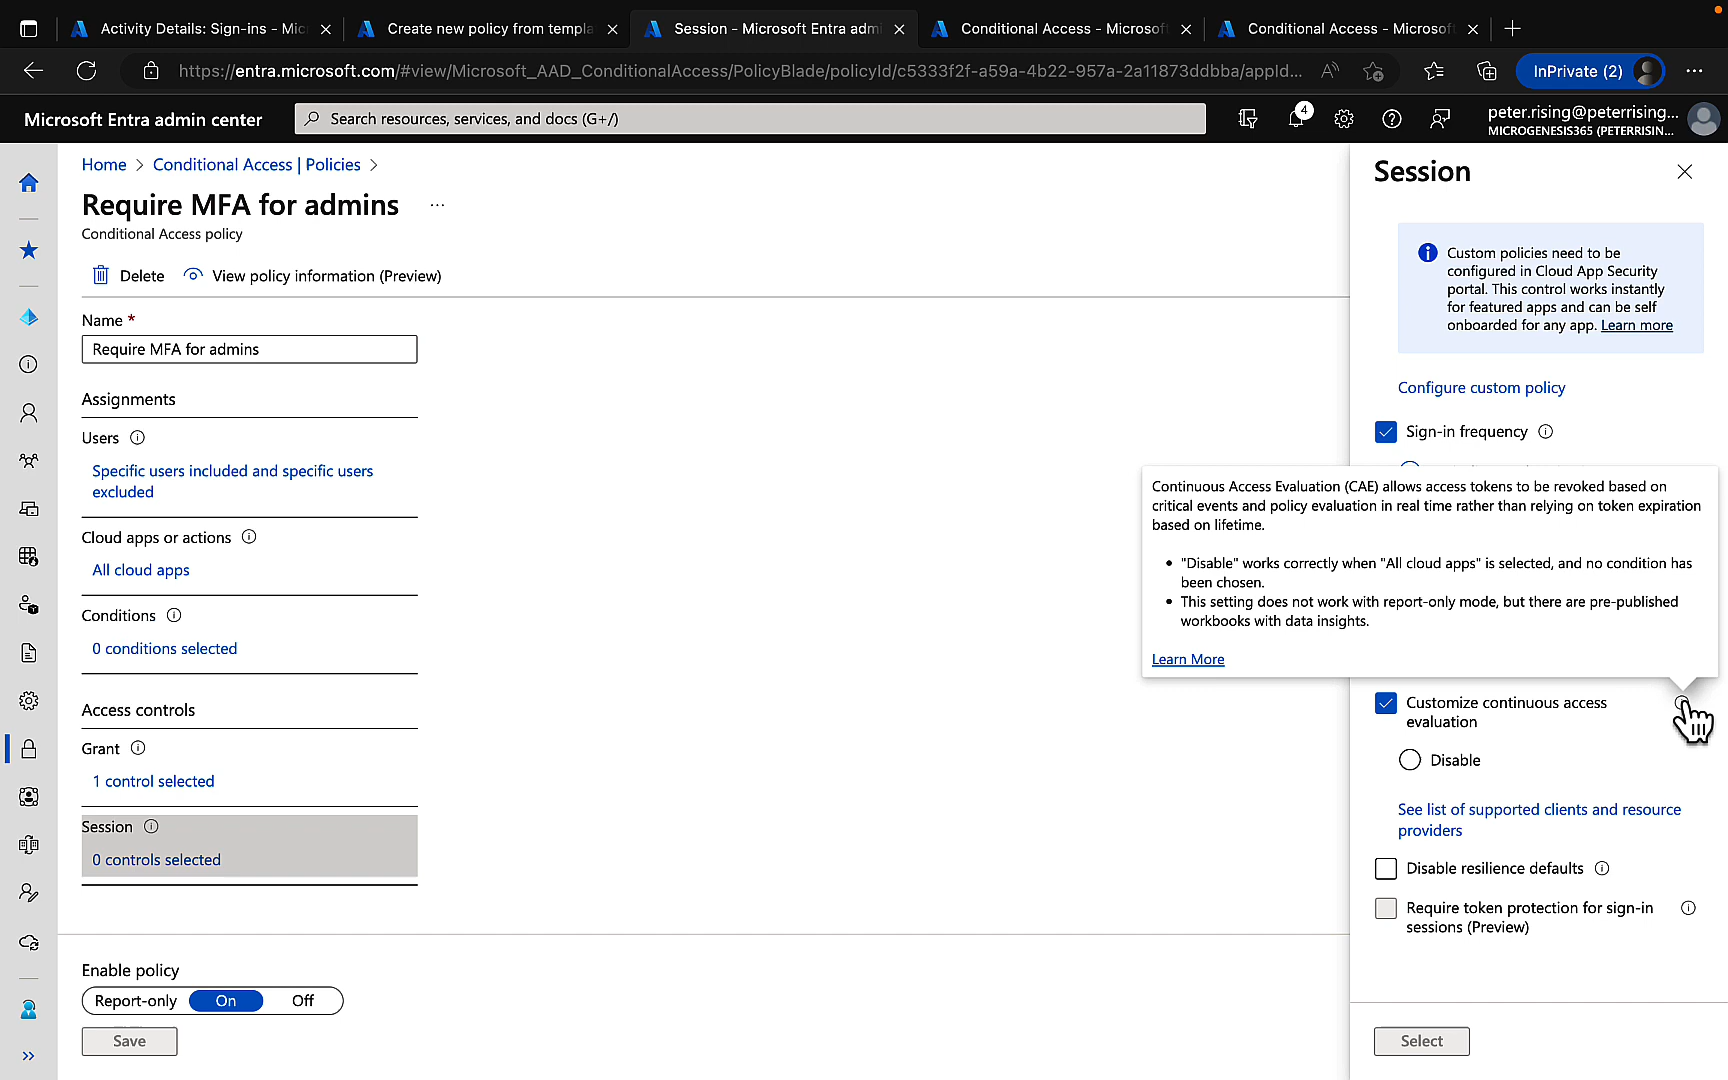 Activity Details: Sign-ins - Mic
Create new policy from templa
Session - Microsoft Entra adm
Conditional Access - Microsof
Conditional Access - Microsof
https://entra.microsoft.com/#view/Microsoft_AAD_ConditionalAccess/PolicyBlade/policyId/c5333f2f-a59a-4b22-957a-2a11873ddbba/appId...
InPrivate (2)
Microsoft Entra admin center
Search resources, services, and docs (G+/)
4
peter.rising@peterrising...
MICROGENESIS365 (PETERRISIN...
Home > Conditional Access | Policies >
Require MFA for admins
...
Conditional Access policy
Delete
View policy information (Preview)
Name *
Require MFA for admins
Assignments
Users
Specific users included and specific users
excluded
Cloud apps or actions
All cloud apps
Conditions
0 conditions selected
Access controls
Grant
1 control selected
Session
0 controls selected
Enable policy
Report-only
On
Off
Save
Session
Custom policies need to be
configured in Cloud App Security
portal. This control works instantly
for featured apps and can be self
onboarded for any app. Learn more
Configure custom policy
Sign-in frequency
Continuous Access Evaluation (CAE) allows access tokens to be revoked based on
critical events and policy evaluation in real time rather than relying on token expiration
based on lifetime.
• "Disable" works correctly when "All cloud apps" is selected, and no condition has
been chosen.
• This setting does not work with report-only mode, but there are pre-published
workbooks with data insights.
Learn More
Customize continuous access
evaluation
Disable
See list of supported clients and resource
providers
Disable resilience defaults
Require token protection for sign-in
sessions (Preview)
Select